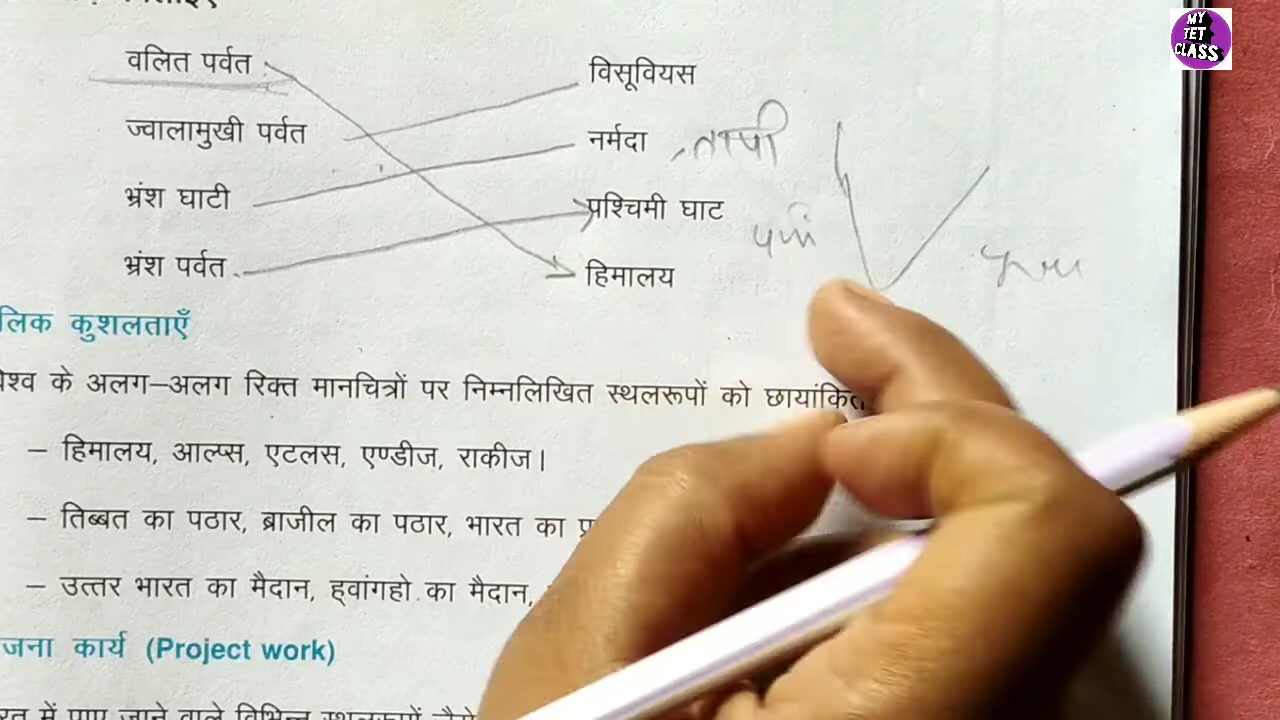 MY
TET
CLASS
वलित पर्वत विसूवियस
ज्वालामुखी पर्वत नर्मदा , तापी
भ्रंश घाटी पश्चिमी घाट
भ्रंश पर्वत हिमालय
लिक कुशलताएँ
के अलग–अलग रिक्त मानचित्रों पर निम्नलिखित स्थलरूपों को छायांकित
– हिमालय, आल्प्स, एटलस, एण्डीज, राकीज।
– तिब्बत का पठार, ब्राजील का पठार, भारत का
– उत्तर भारत का मैदान, ह्वांगहो का मैदान,
जना कार्य (Project work)
में पाए जाने वाले विभिन्न स्थलरूपों जैसे